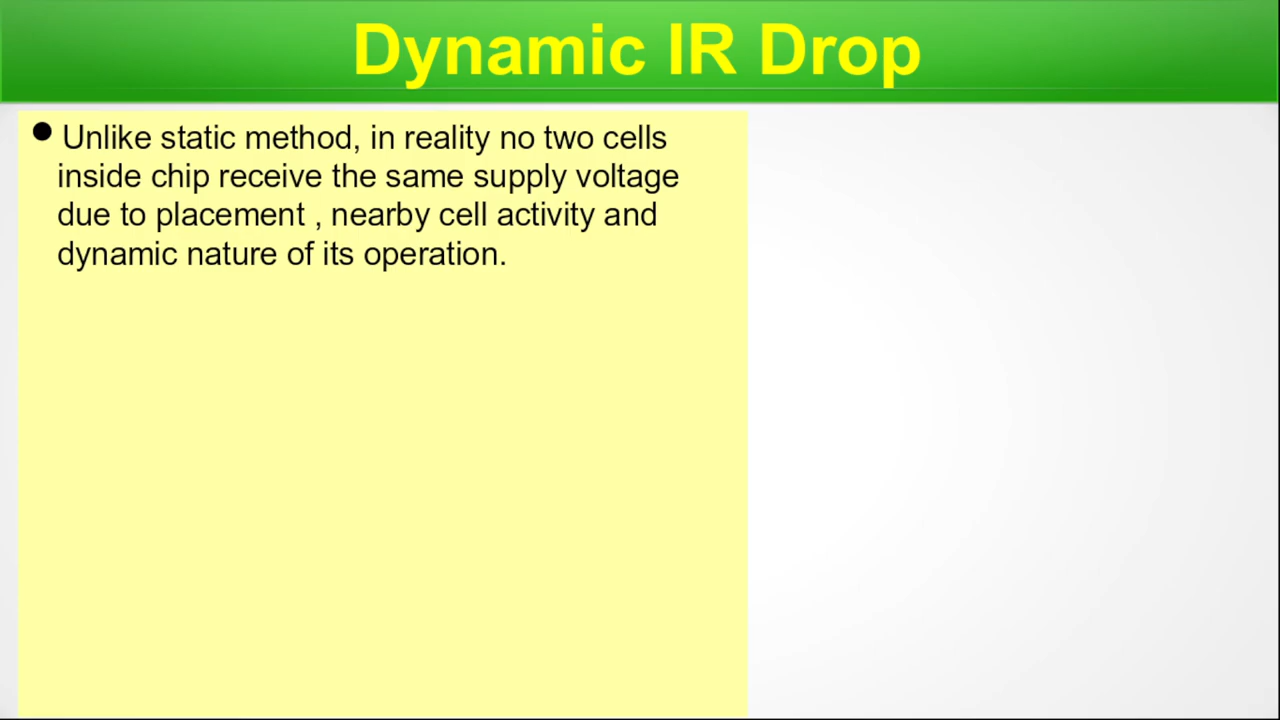 Dynamic IR Drop
● Unlike static method, in reality no two cells
inside chip receive the same supply voltage
due to placement , nearby cell activity and
dynamic nature of its operation.